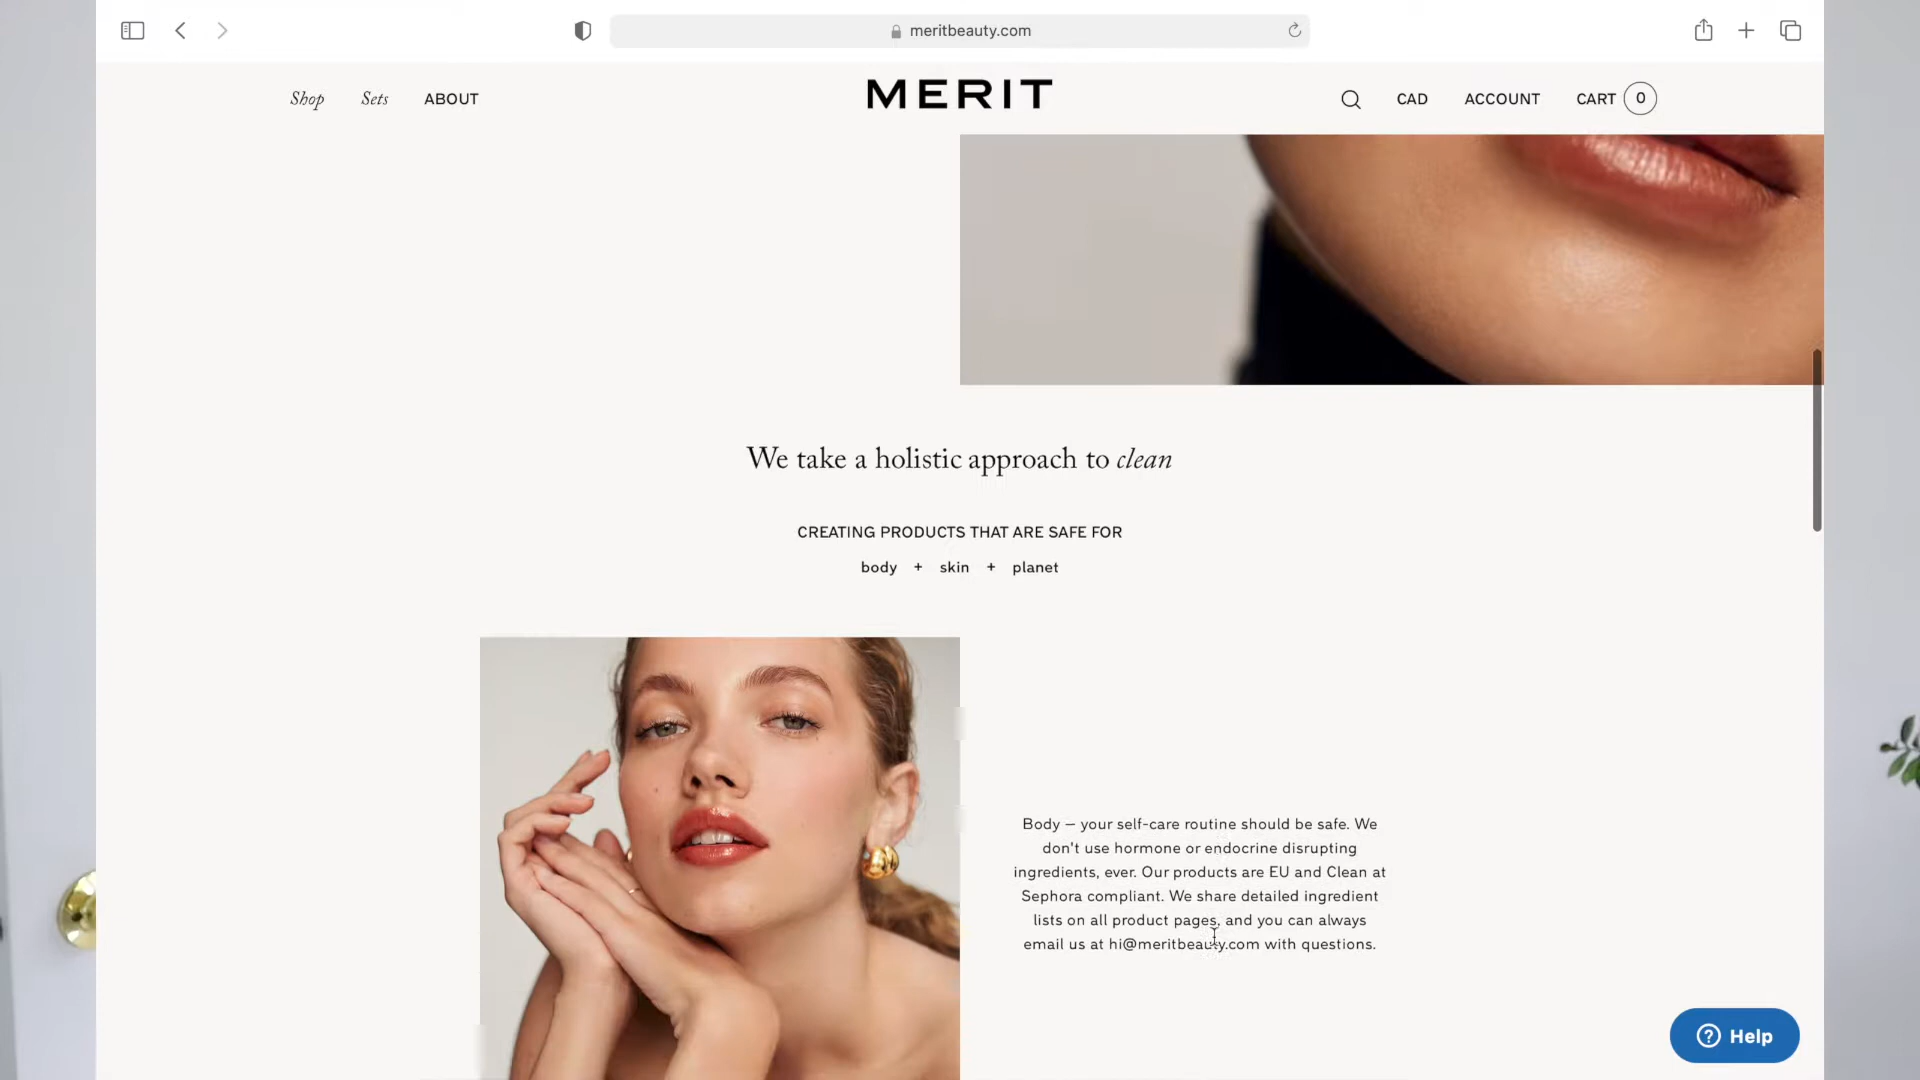 meritbeauty.com
Shop Sets ABOUT MERIT CAD ACCOUNT CART 0
We take a holistic approach to clean
CREATING PRODUCTS THAT ARE SAFE FOR
body + skin + planet
Body — your self-care routine should be safe. We
don't use hormone or endocrine disrupting
ingredients, ever. Our products are EU and Clean at
Sephora compliant. We share detailed ingredient
lists on all product pages, and you can always
email us at hi@meritbeauty.com with questions.
? Help